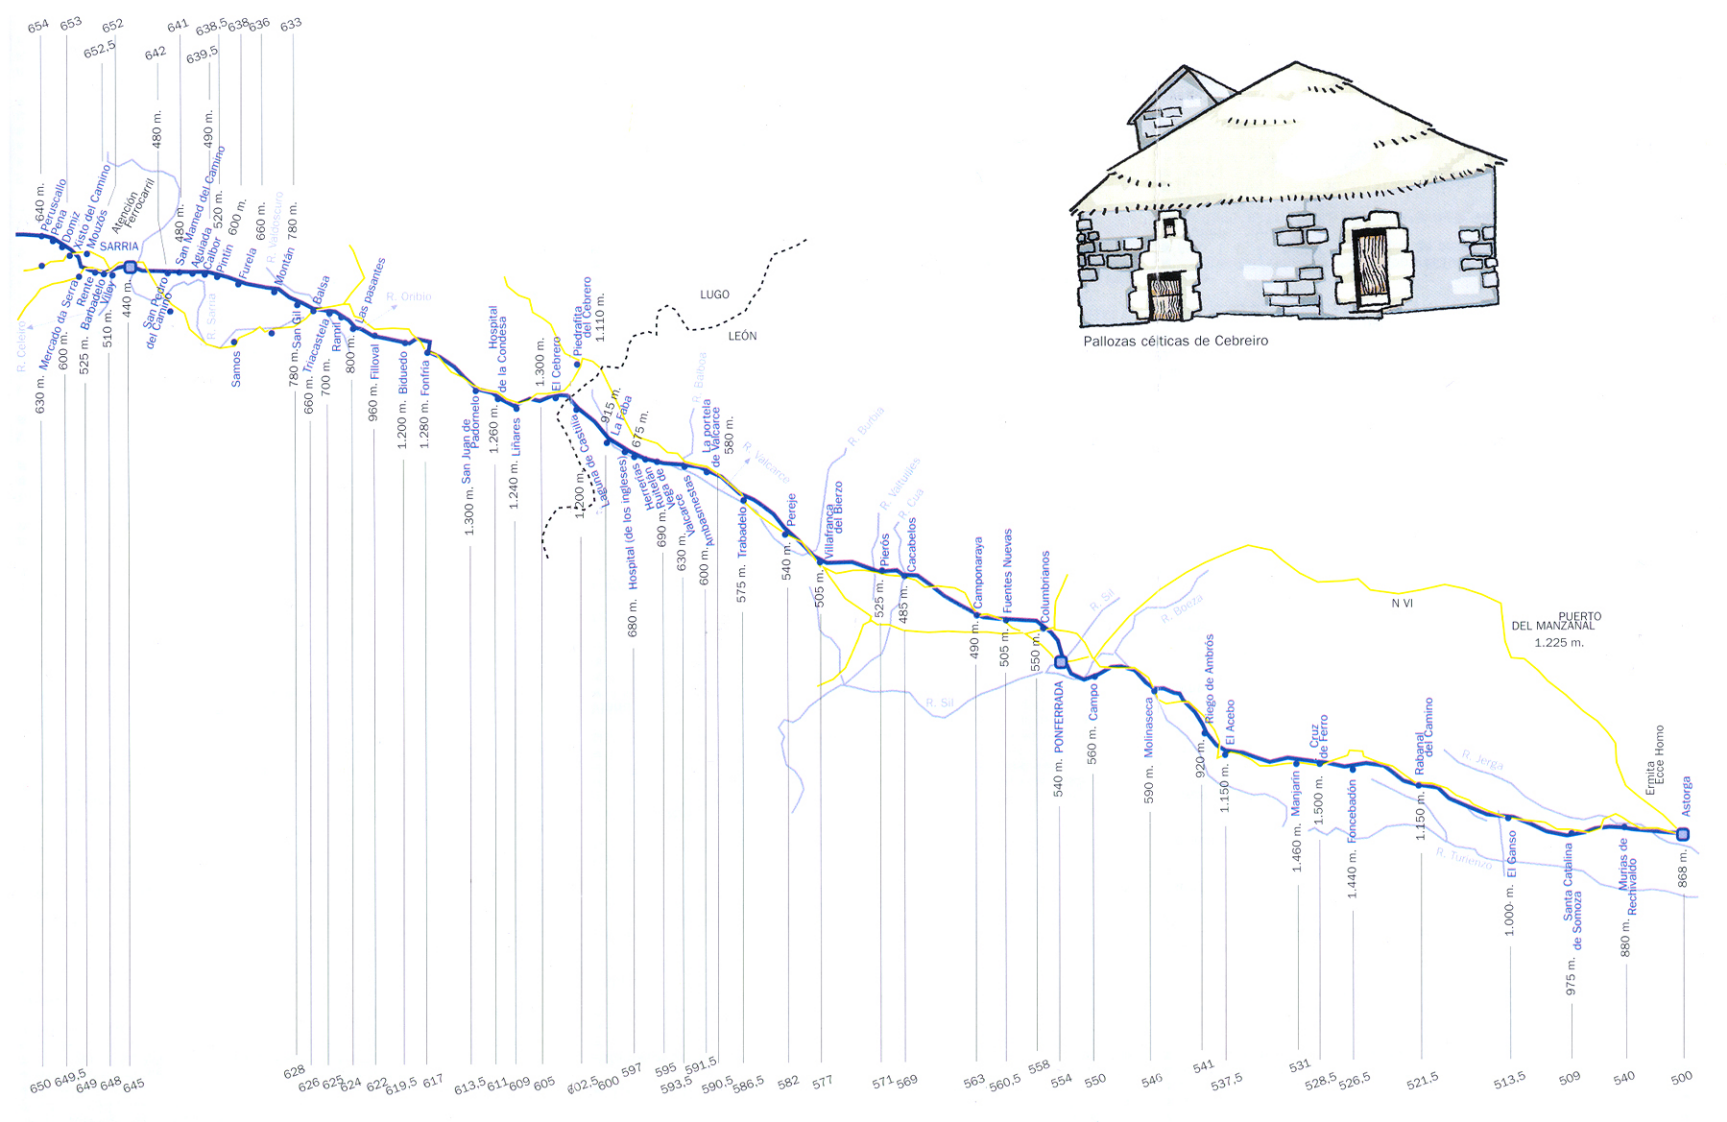 654
653
652
652,5
641
642
638,5
639,5
638
636
633
640 m.
Peruscallo
Pena
Domiz
Xisto del Camino
Mouzós
Atención
Ferrocarril
SARRIA
480 m.
480 m.
San Mamed del Camino
490 m.
Aguiada
Calbor
520 m.
Pintín
600 m.
Furela
660 m.
R. Valdoscuro
Montán
780 m.
Balsa
Las pasantes
R. Oribio
R. Celeiro
630 m. Mercado da Serra
600 m.
Rente
525 m. Barbadelo
510 m. Viley
440 m.
San Pedro
del Camino
R. Sarria
Samos
780 m. San Gil
660 m. Triacastela
700 m. Ramil
800 m.
960 m. Filloval
1.200 m. Biduedo
1.280 m. Fonfría
1.300 m. San Juan de
Padornelo
Hospital
de la Condesa
1.260 m.
1.240 m. Liñares
1.300 m.
El Cebrero
Piedrafita
del Cebrero
1.110 m.
LUGO
LEÓN
1.200 m.
Laguna de Castilla
915 m.
La Faba
675 m.
680 m. Hospital (de los ingleses)
Herrerías
Ruitelán
690 m.
Vega de
Valcarce
630 m.
600 m. Ambasmestas
R. Balboa
La portela
de Valcarce
580 m.
R. Valcarce
575 m. Trabadelo
Pereje
540 m.
Villafranca
del Bierzo
505 m.
R. Burbia
R. Valtuilles
R. Cúa
Pierós
525 m.
Cacabelos
485 m.
Camponaraya
490 m.
Fuentes Nuevas
505 m.
Columbrianos
550 m.
R. Sil
R. Sil
R. Boeza
540 m. PONFERRADA
560 m. Campo
590 m. Molinaseca
Riego de Ambrós
920 m.
El Acebo
1.150 m.
1.460 m. Manjarín
Cruz
de Ferro
1.500 m.
1.440 m. Foncebadón
Rabanal
del Camino
1.150 m.
R. Jerga
R. Turienzo
1.000 m. El Ganso
975 m. Santa Catalina
de Somoza
880 m. Murias de
Rechivaldo
Ermita
Ecce Homo
Astorga
868 m.
N VI
PUERTO
DEL MANZANAL
1.225 m.
Pallozas célticas de Cebreiro
650
649,5
649
648
645
628
626
625
624
622
619,5
617
613,5
611
609
605
602,5
600
597
595
593,5
591,5
590,5
586,5
582
577
571
569
563
560,5
558
554
550
546
541
537,5
531
528,5
526,5
521,5
513,5
509
540
500